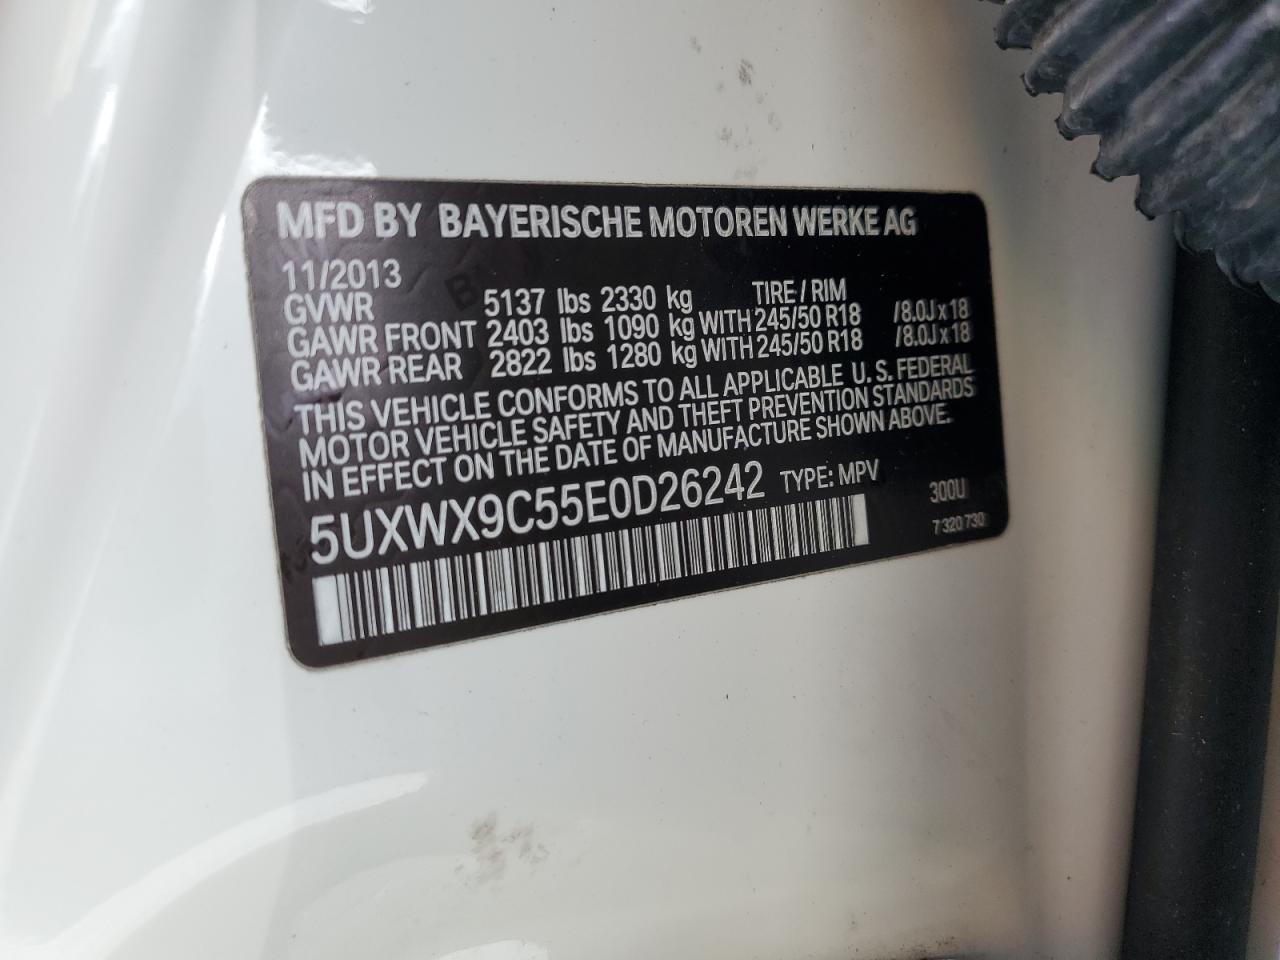 MFD BY BAYERISCHE MOTOREN WERKE AG
11/2013 TIRE / RIM
GVWR 5137 lbs 2330 kg
GAWR FRONT 2403 lbs 1090 kg WITH 245/50 R18 /8.0J x 18
GAWR REAR 2822 lbs 1280 kg WITH 245/50 R18 /8.0J x 18
THIS VEHICLE CONFORMS TO ALL APPLICABLE U.S. FEDERAL
MOTOR VEHICLE SAFETY AND THEFT PREVENTION STANDARDS
IN EFFECT ON THE DATE OF MANUFACTURE SHOWN ABOVE.
5UXWX9C55E0D26242 TYPE: MPV 300U
7 320 730